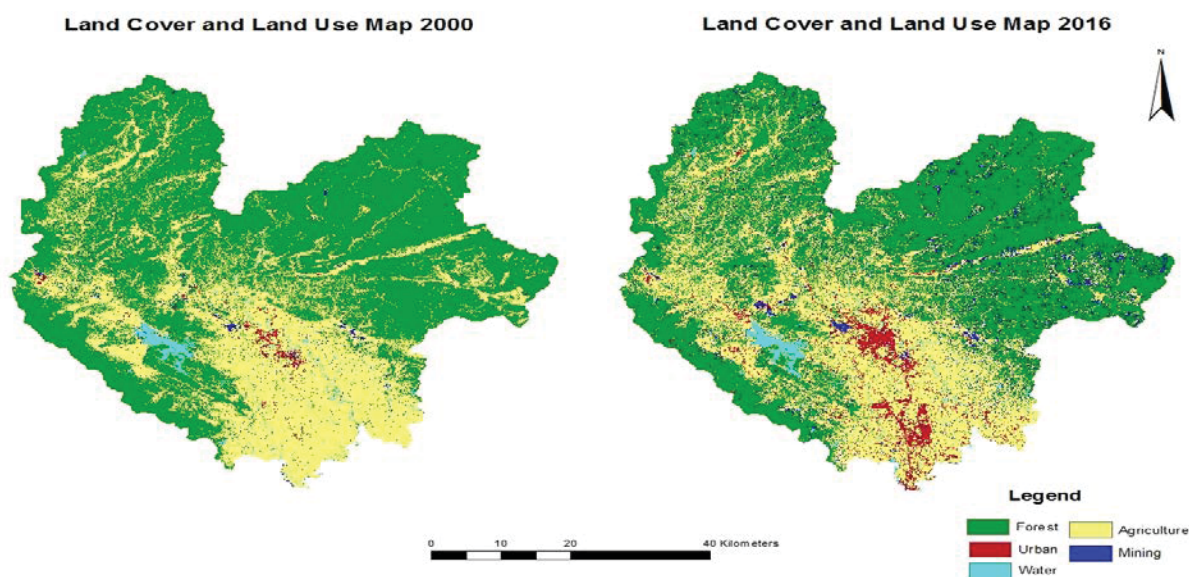 Land Cover and Land Use Map 2000
Land Cover and Land Use Map 2016
N
Legend
Forest
Agriculture
Urban
Mining
Water
0 10 20 40 Kilometers